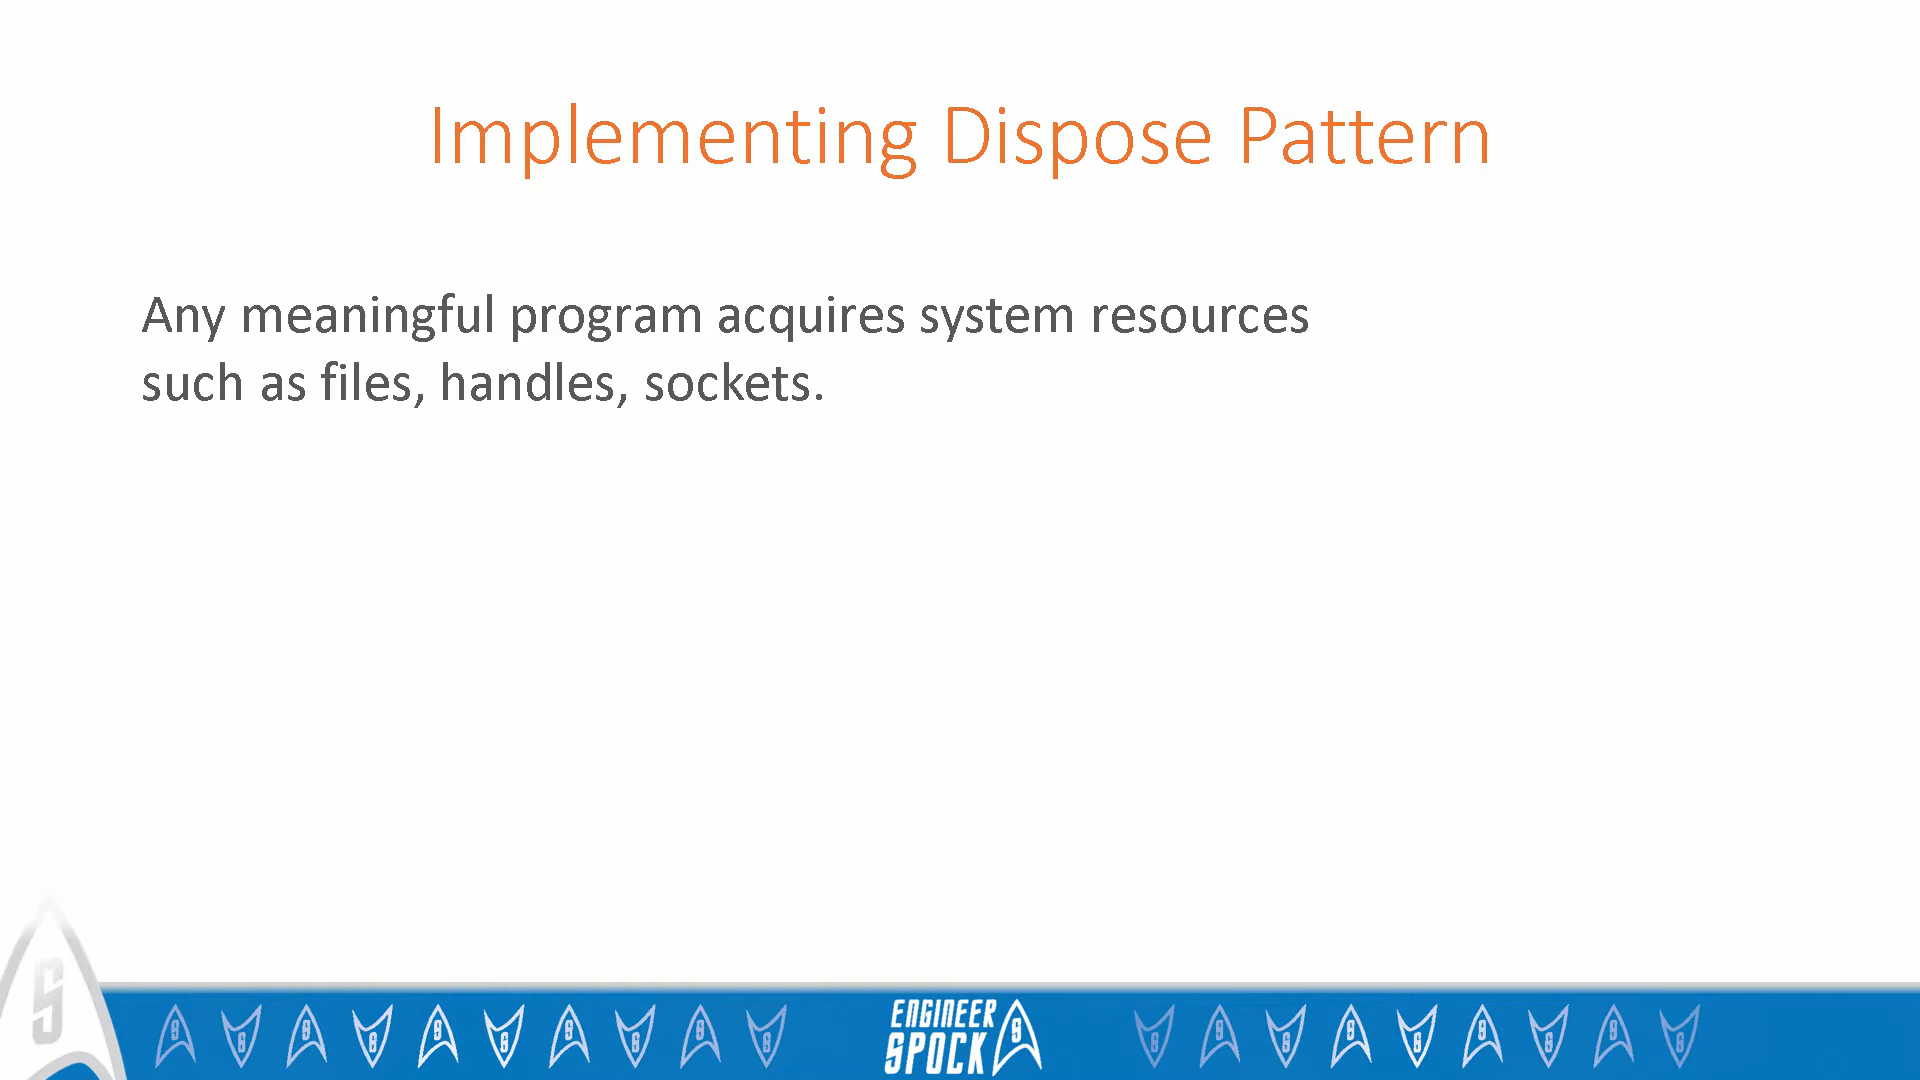 Implementing Dispose Pattern
Any meaningful program acquires system resources
such as files, handles, sockets.
ENGINEER
SPOCK